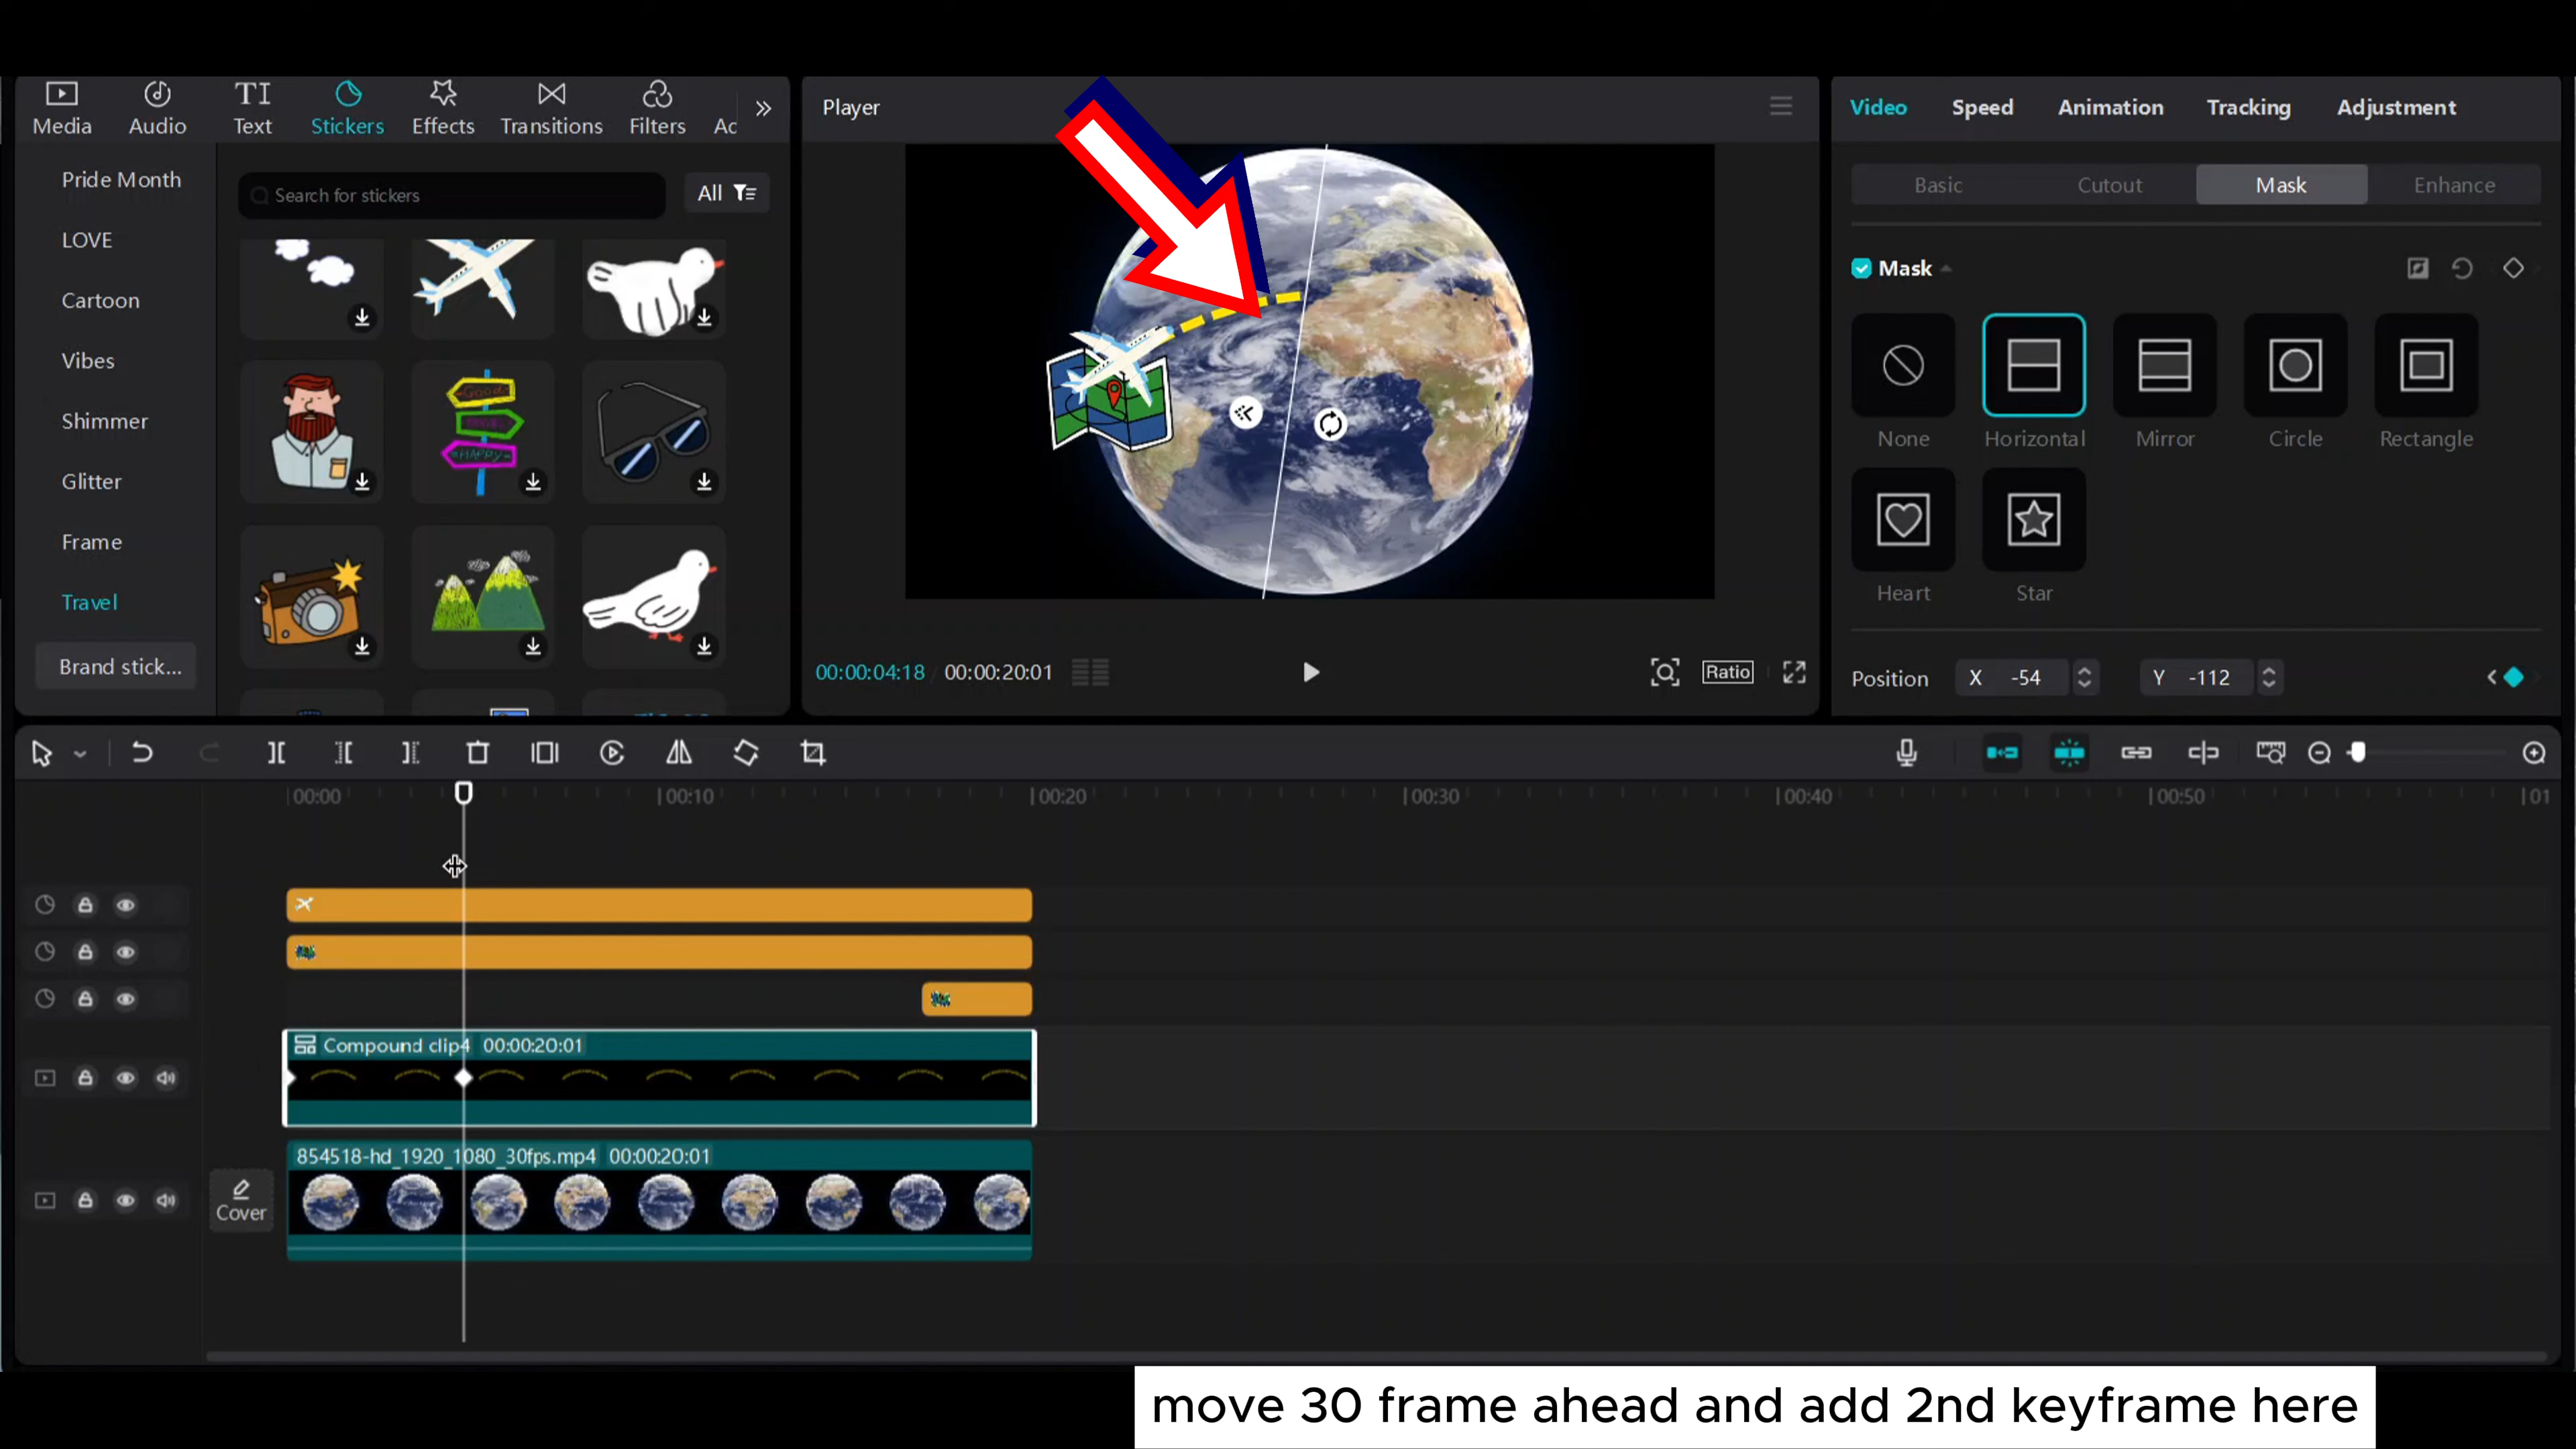 Media
Audio
TI
Text
Stickers
Effects
Transitions
Filters
Ac
Pride Month
LOVE
Cartoon
Vibes
Shimmer
Glitter
Frame
Travel
Brand stick...
Search for stickers
All
Good
HAPPY
Player
00:00:04:18 / 00:00:20:01
Ratio
Video Speed Animation Tracking Adjustment
Basic Cutout Mask Enhance
Mask
None Horizontal Mirror Circle Rectangle
Heart Star
Position X -54 Y -112
00:00 00:10 00:20 00:30 00:40 00:50 01
Compound clip4 00:00:20:01
854518-hd_1920_1080_30fps.mp4 00:00:20:01
Cover
move 30 frame ahead and add 2nd keyframe here